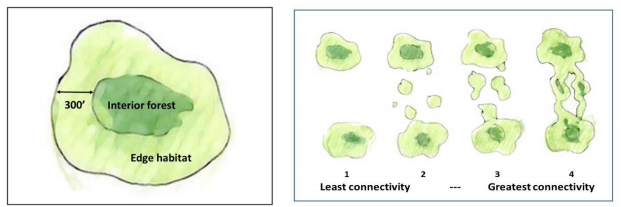 300’
Interior forest
Edge habitat
1 2 3 4
Least connectivity --- Greatest connectivity